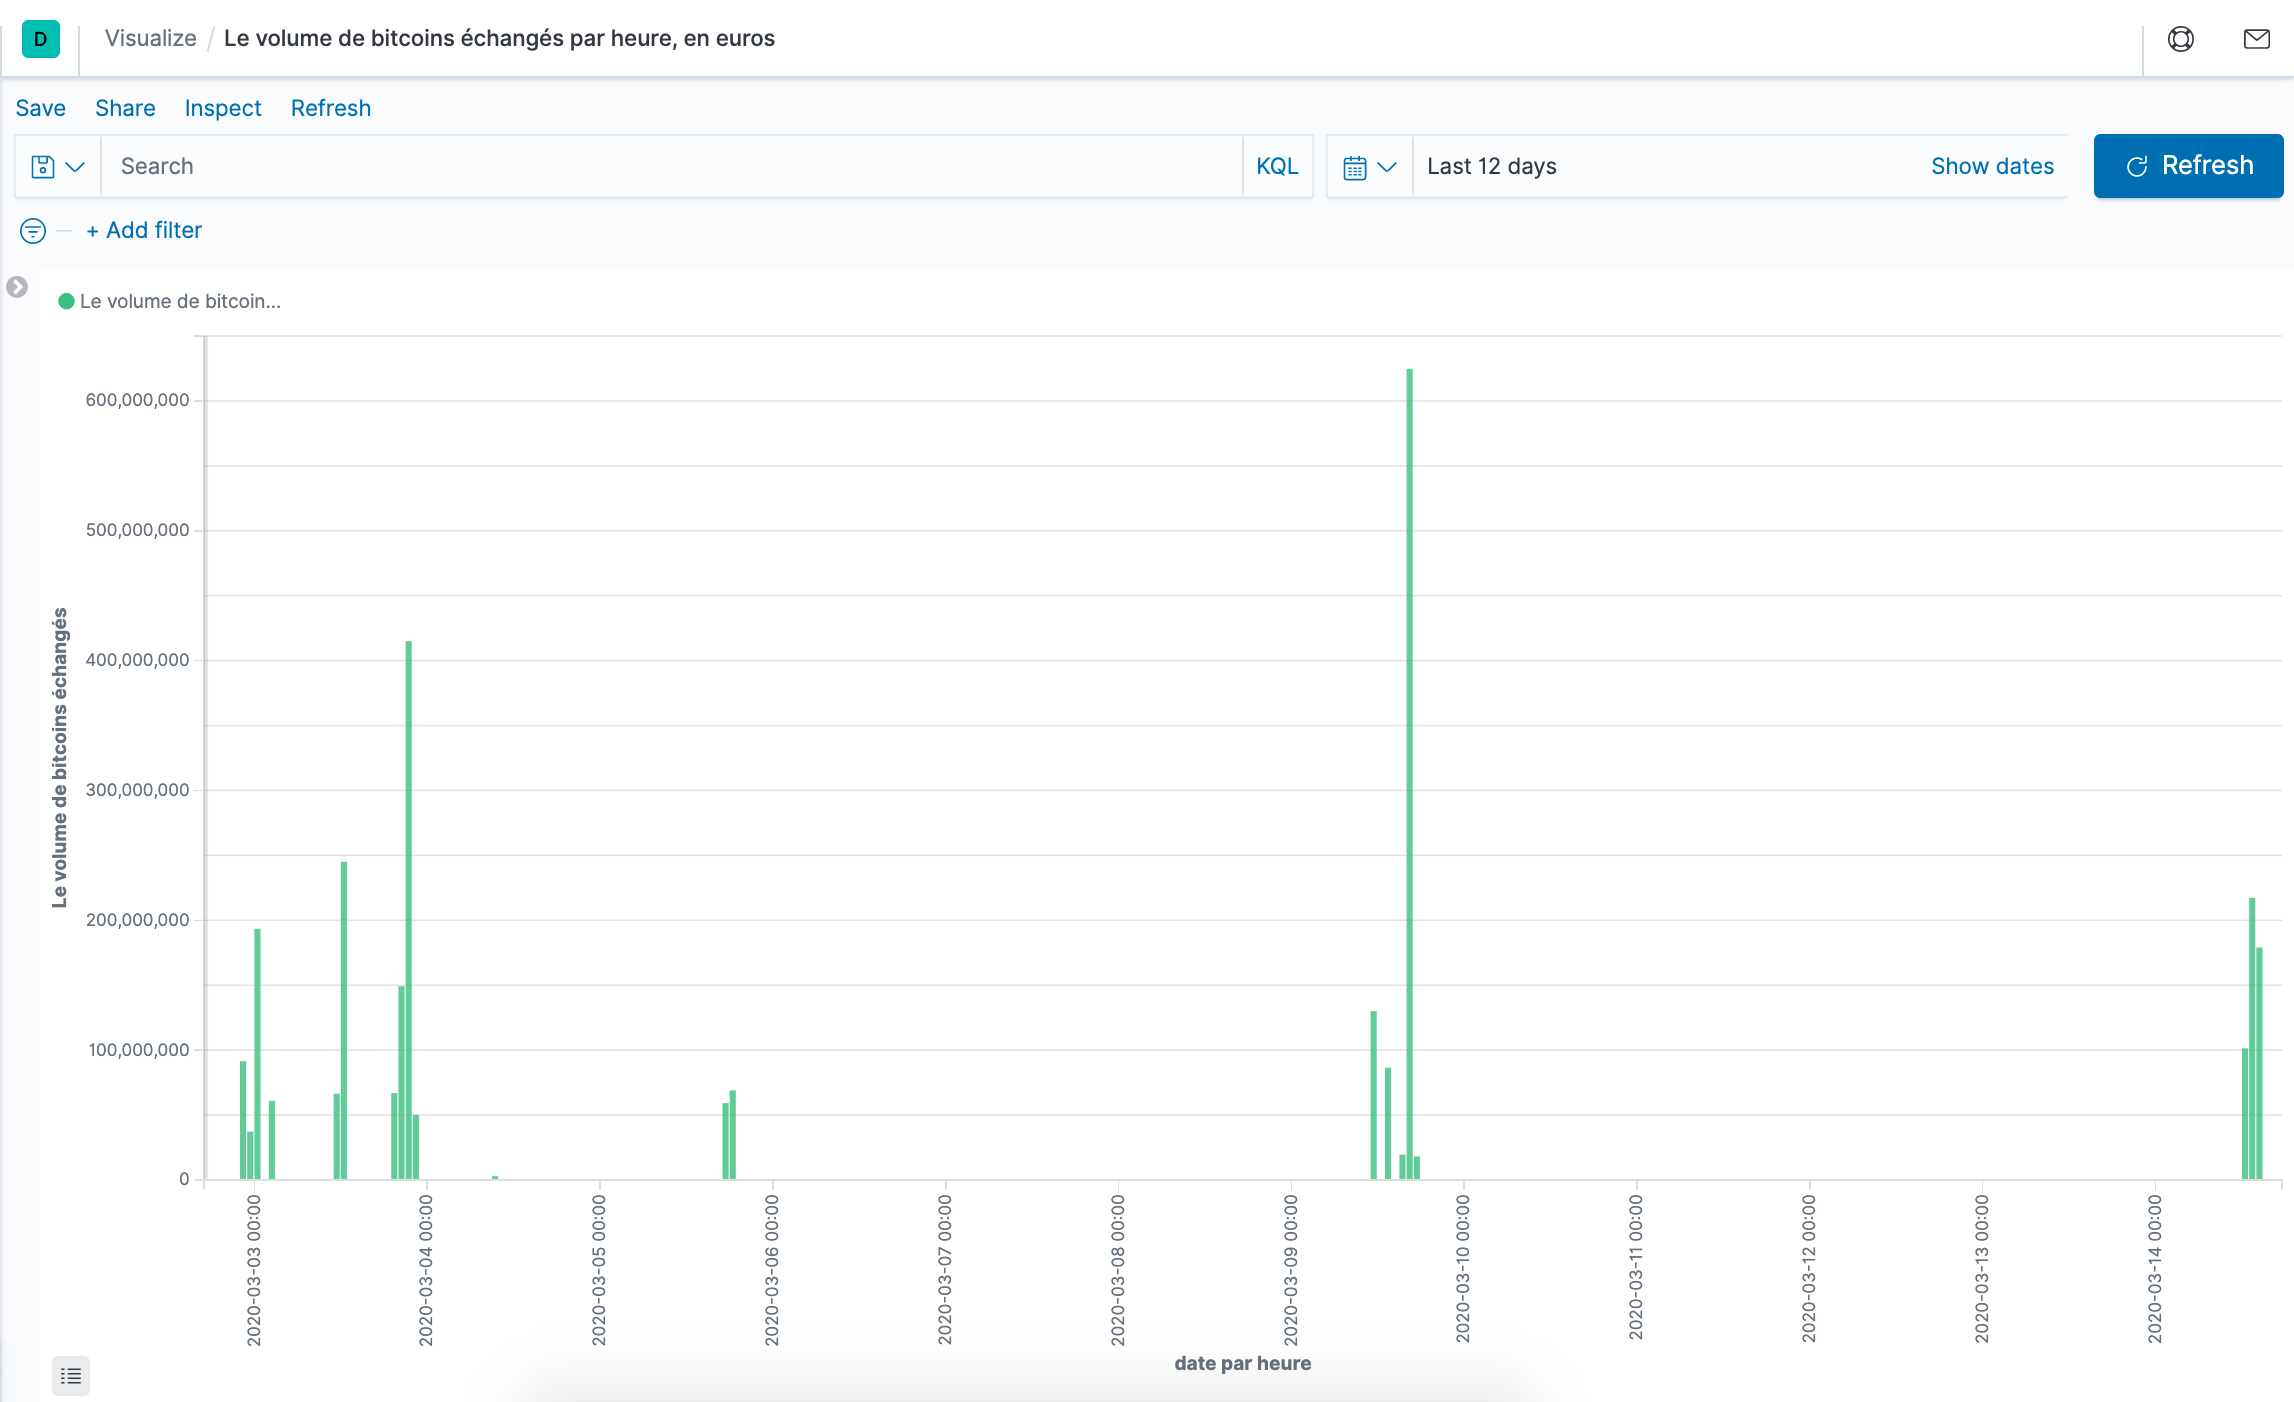 D Visualize / Le volume de bitcoins échangés par heure, en euros
Save Share Inspect Refresh
Search KQL Last 12 days Show dates Refresh
+ Add filter
Le volume de bitcoin...
Le volume de bitcoins échangés
600,000,000
500,000,000
400,000,000
300,000,000
200,000,000
100,000,000
0
2020-03-03 00:00
2020-03-04 00:00
2020-03-05 00:00
2020-03-06 00:00
2020-03-07 00:00
2020-03-08 00:00
2020-03-09 00:00
2020-03-10 00:00
2020-03-11 00:00
2020-03-12 00:00
2020-03-13 00:00
2020-03-14 00:00
date par heure